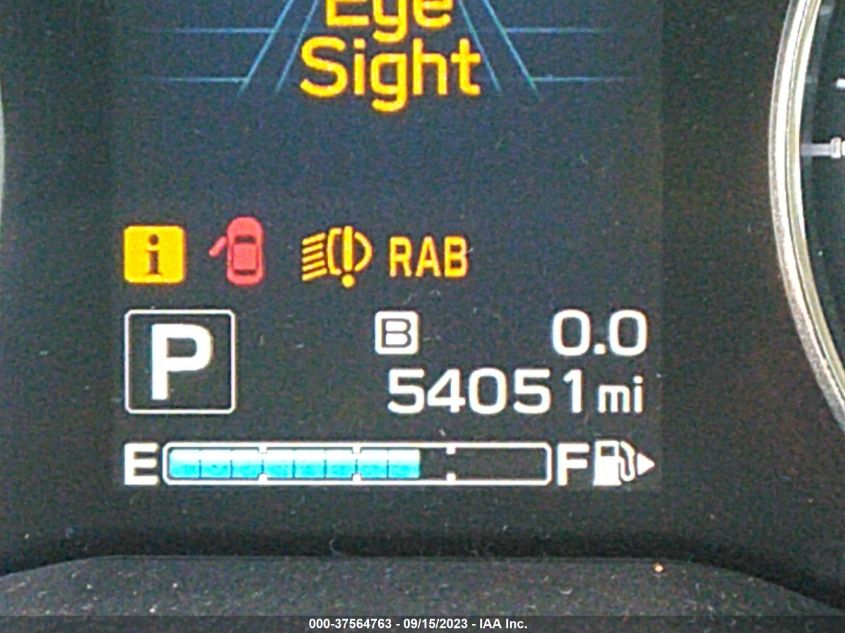 Eye
Sight
i RAB
P B 0.0
54051 mi
E F
000-37564763 - 09/15/2023 - IAA Inc.